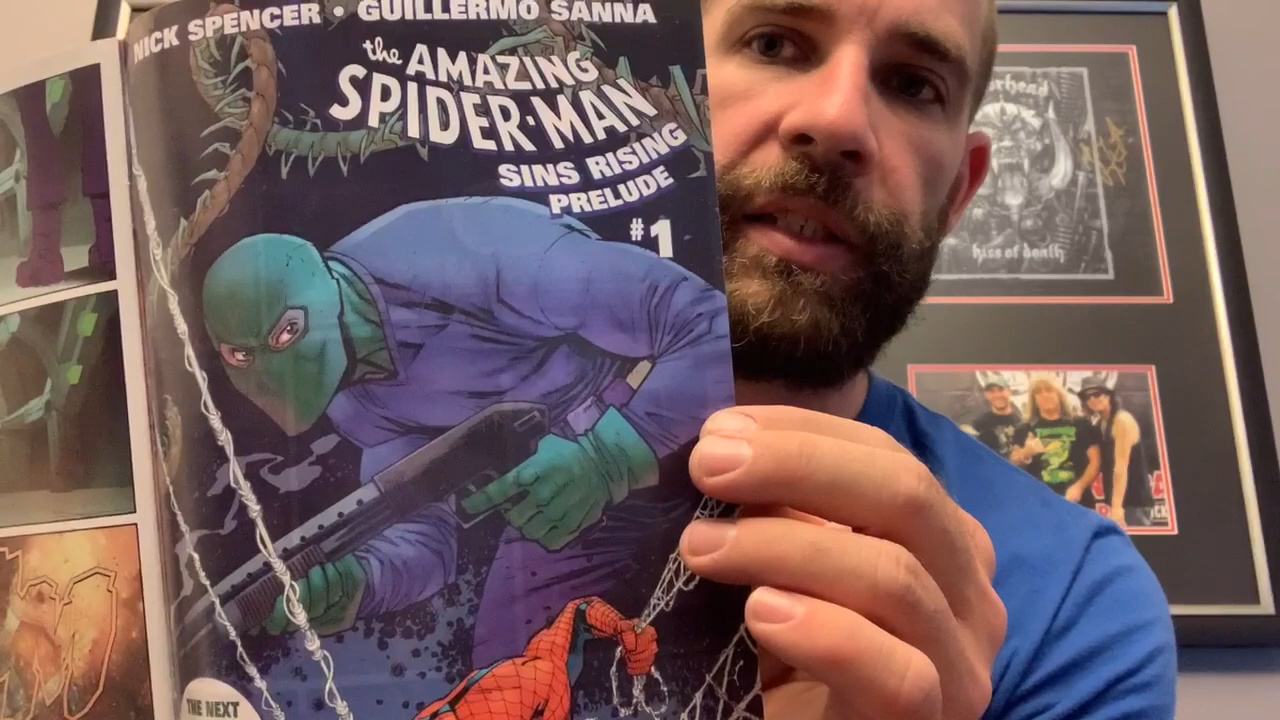 NICK SPENCER • GUILLERMO SANNA
the AMAZING
SPIDER-MAN
SINS RISING
PRELUDE
#1
THE NEXT
kiss of death